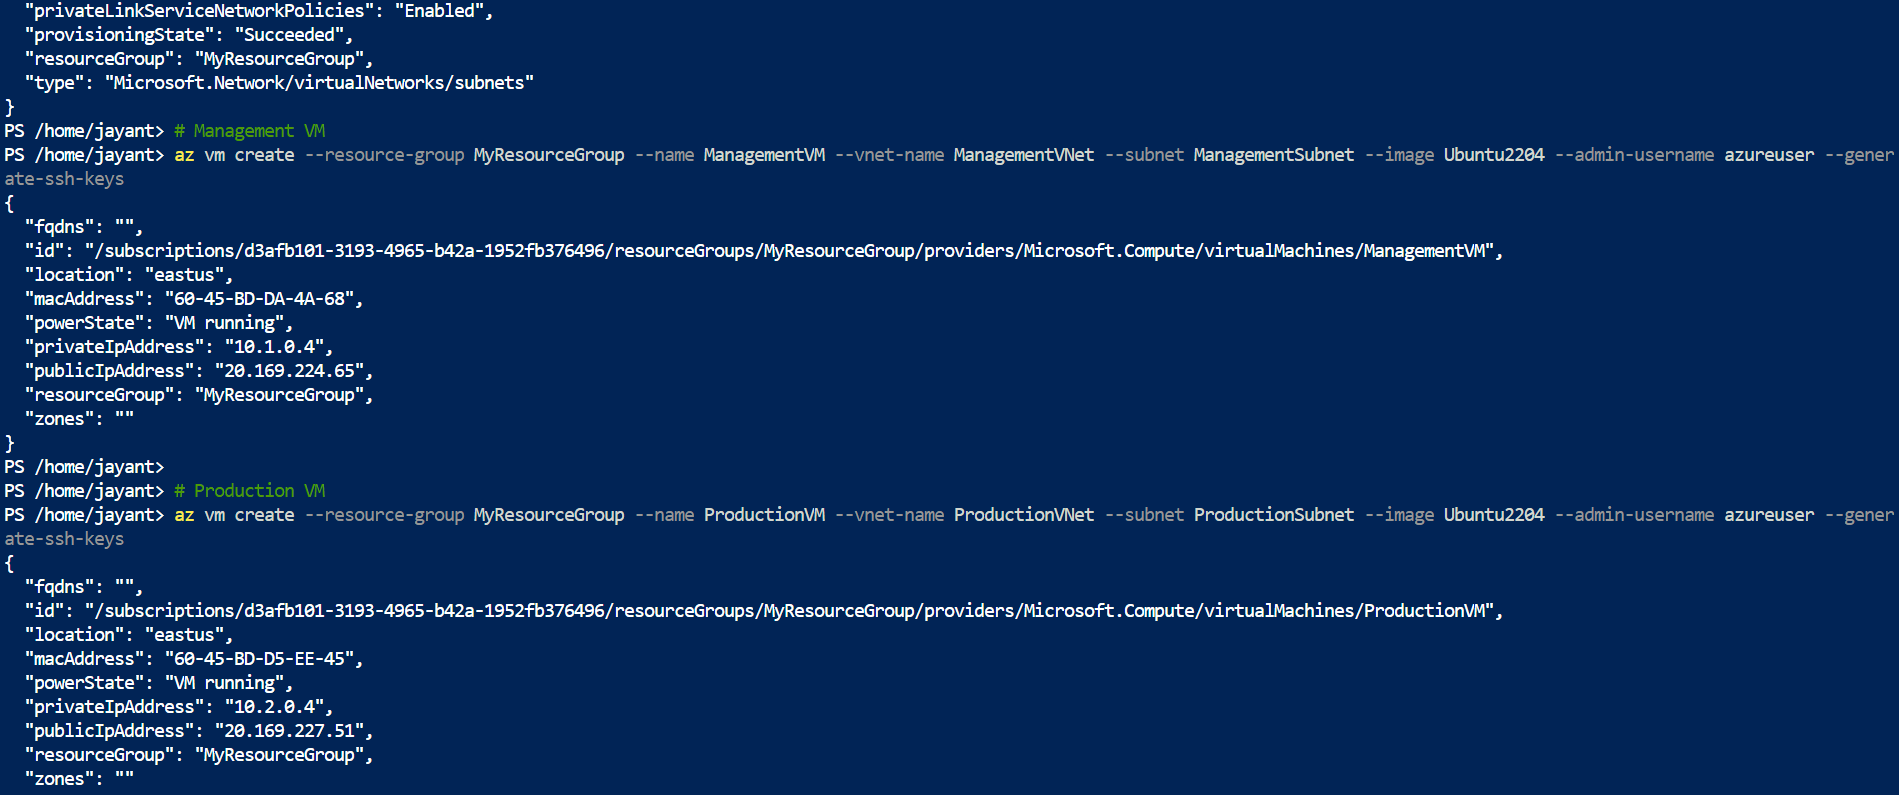 "privateLinkServiceNetworkPolicies": "Enabled",
"provisioningState": "Succeeded",
"resourceGroup": "MyResourceGroup",
"type": "Microsoft.Network/virtualNetworks/subnets"
}
PS /home/jayant> # Management VM
PS /home/jayant> az vm create --resource-group MyResourceGroup --name ManagementVM --vnet-name ManagementVNet --subnet ManagementSubnet --image Ubuntu2204 --admin-username azureuser --gener
ate-ssh-keys
{
"fqdns": "",
"id": "/subscriptions/d3afb101-3193-4965-b42a-1952fb376496/resourceGroups/MyResourceGroup/providers/Microsoft.Compute/virtualMachines/ManagementVM",
"location": "eastus",
"macAddress": "60-45-BD-DA-4A-68",
"powerState": "VM running",
"privateIpAddress": "10.1.0.4",
"publicIpAddress": "20.169.224.65",
"resourceGroup": "MyResourceGroup",
"zones": ""
}
PS /home/jayant>
PS /home/jayant> # Production VM
PS /home/jayant> az vm create --resource-group MyResourceGroup --name ProductionVM --vnet-name ProductionVNet --subnet ProductionSubnet --image Ubuntu2204 --admin-username azureuser --gener
ate-ssh-keys
{
"fqdns": "",
"id": "/subscriptions/d3afb101-3193-4965-b42a-1952fb376496/resourceGroups/MyResourceGroup/providers/Microsoft.Compute/virtualMachines/ProductionVM",
"location": "eastus",
"macAddress": "60-45-BD-D5-EE-45",
"powerState": "VM running",
"privateIpAddress": "10.2.0.4",
"publicIpAddress": "20.169.227.51",
"resourceGroup": "MyResourceGroup",
"zones": ""